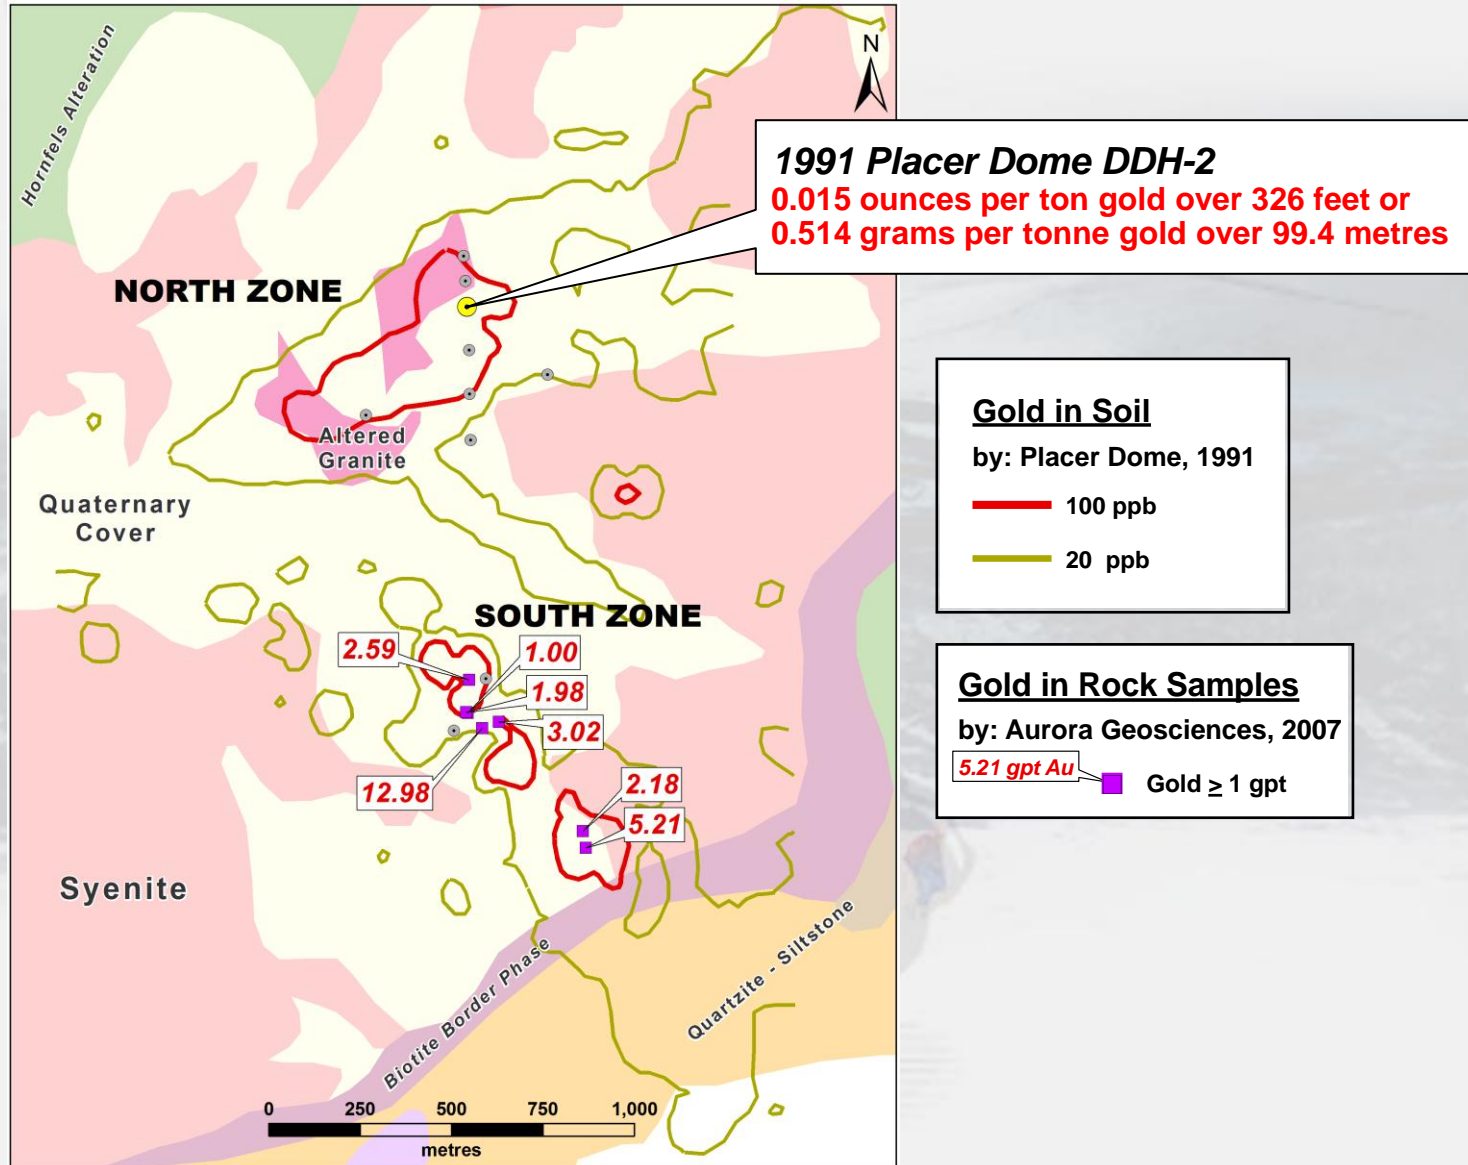 Hornfels Alteration
N
1991 Placer Dome DDH-2
0.015 ounces per ton gold over 326 feet or
0.514 grams per tonne gold over 99.4 metres
NORTH ZONE
Altered
Granite
Quaternary
Cover
SOUTH ZONE
2.59
1.00
1.98
3.02
12.98
2.18
5.21
Syenite
Biotite Border Phase
Quartzite - Siltstone
0 250 500 750 1,000
metres
Gold in Soil
by: Placer Dome, 1991
100 ppb
20 ppb
Gold in Rock Samples
by: Aurora Geosciences, 2007
5.21 gpt Au
Gold ≥ 1 gpt